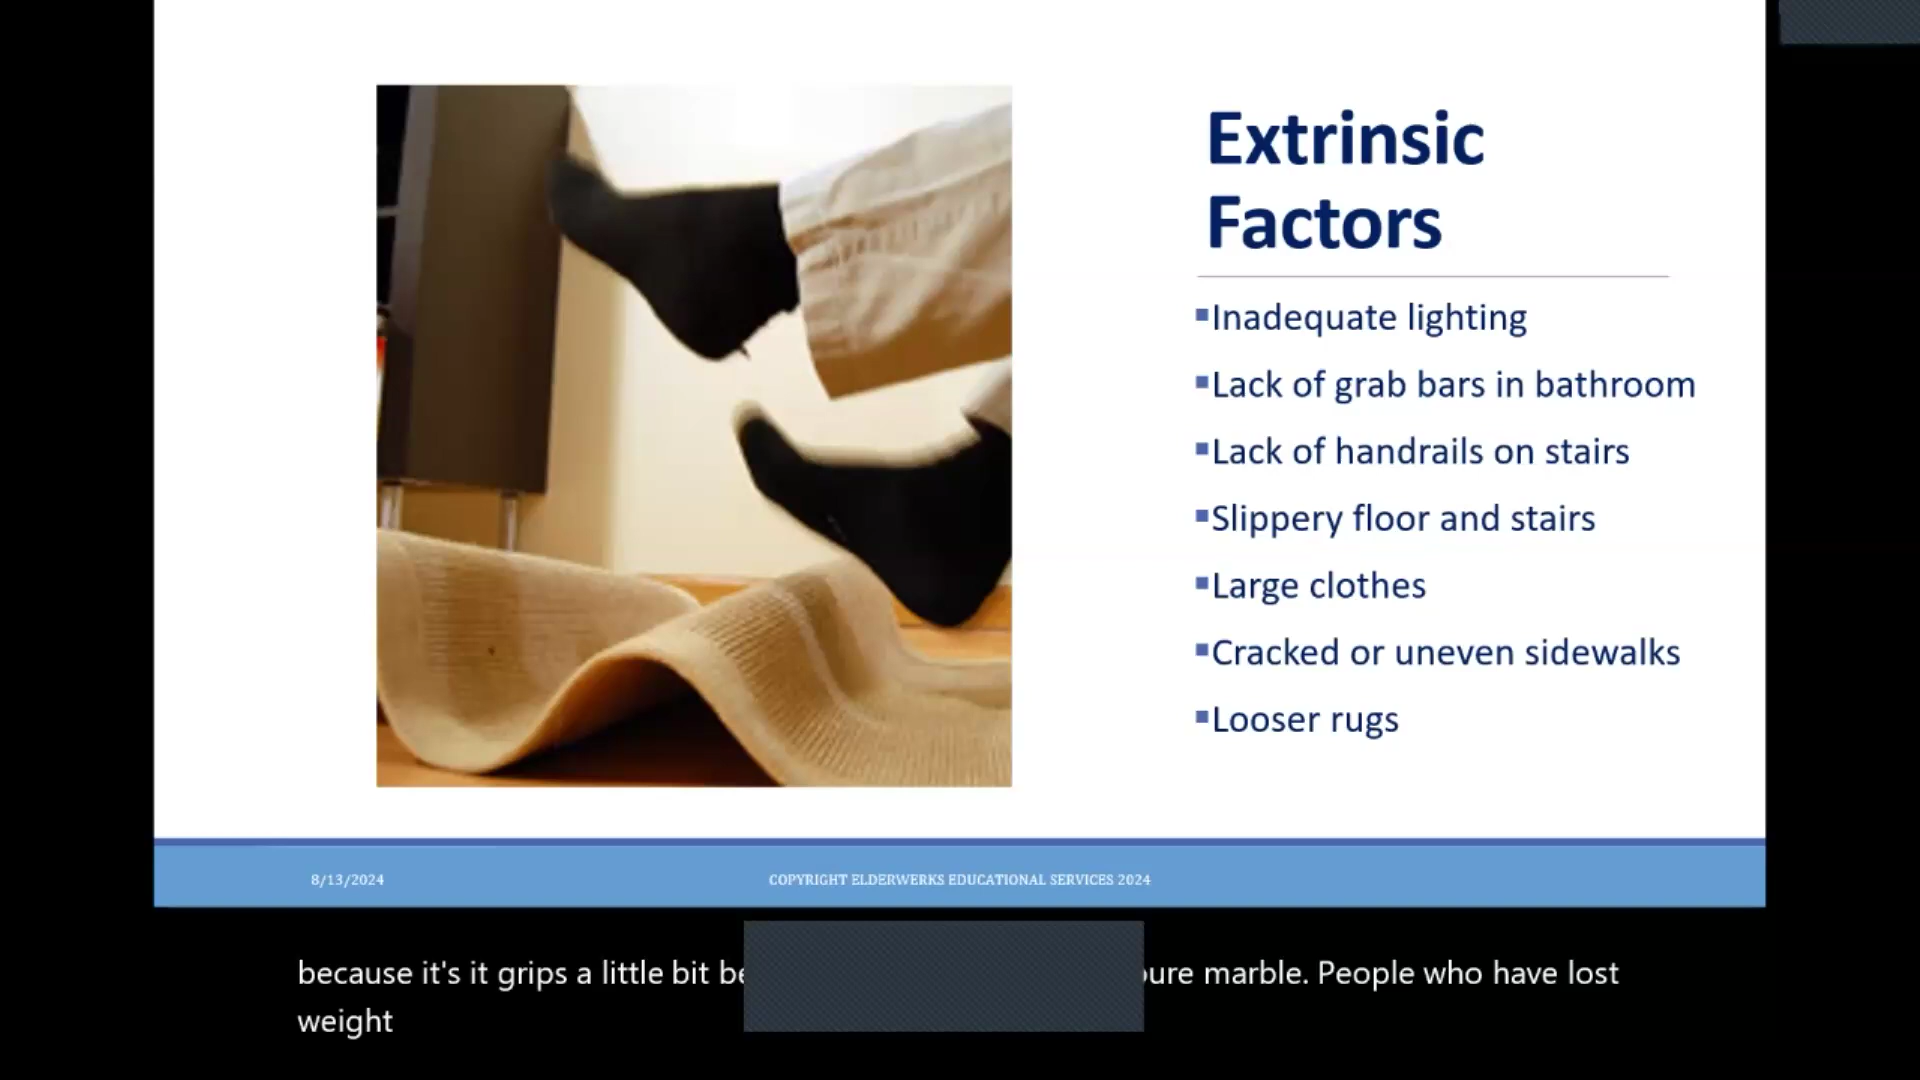 Extrinsic
Factors
▪Inadequate lighting
▪Lack of grab bars in bathroom
▪Lack of handrails on stairs
▪Slippery floor and stairs
▪Large clothes
▪Cracked or uneven sidewalks
▪Looser rugs
8/13/2024
COPYRIGHT ELDERWERKS EDUCATIONAL SERVICES 2024
because it's it grips a little bit marble. People who have lost
weight